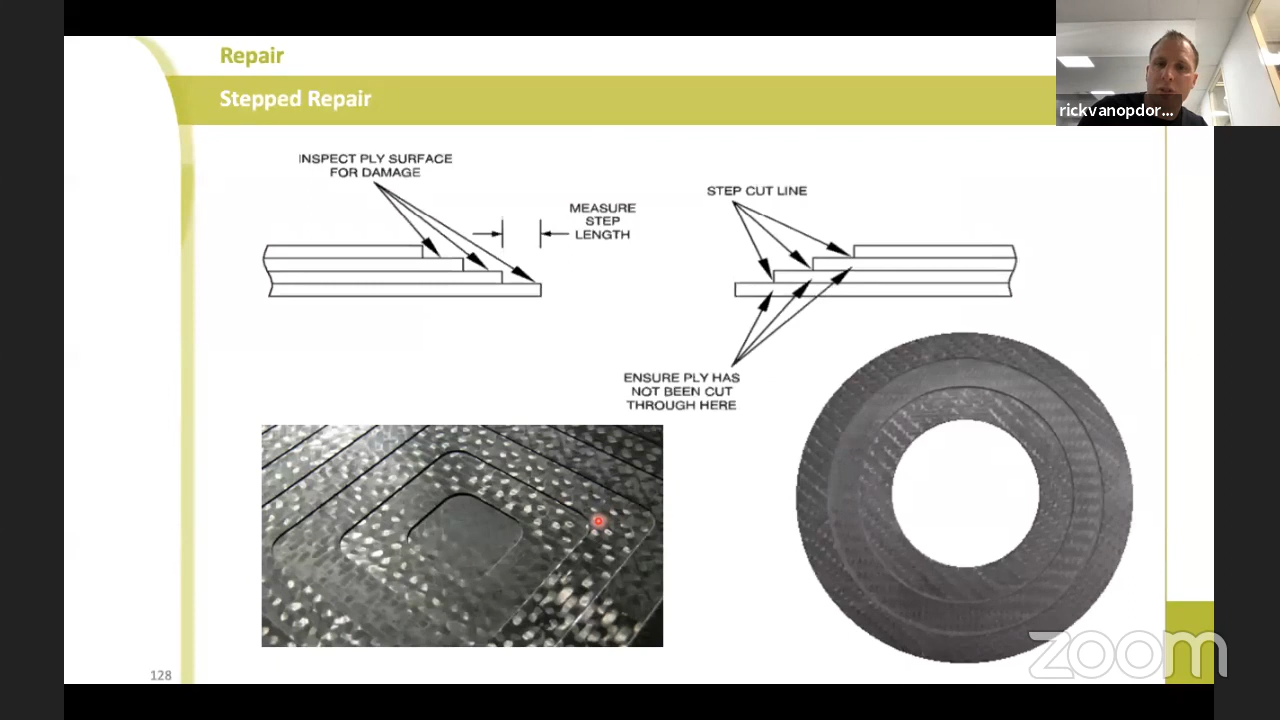 Repair
Stepped Repair
rickvanopdor...
INSPECT PLY SURFACE
FOR DAMAGE
MEASURE
STEP
LENGTH
STEP CUT LINE
ENSURE PLY HAS
NOT BEEN CUT
THROUGH HERE
128
zoom